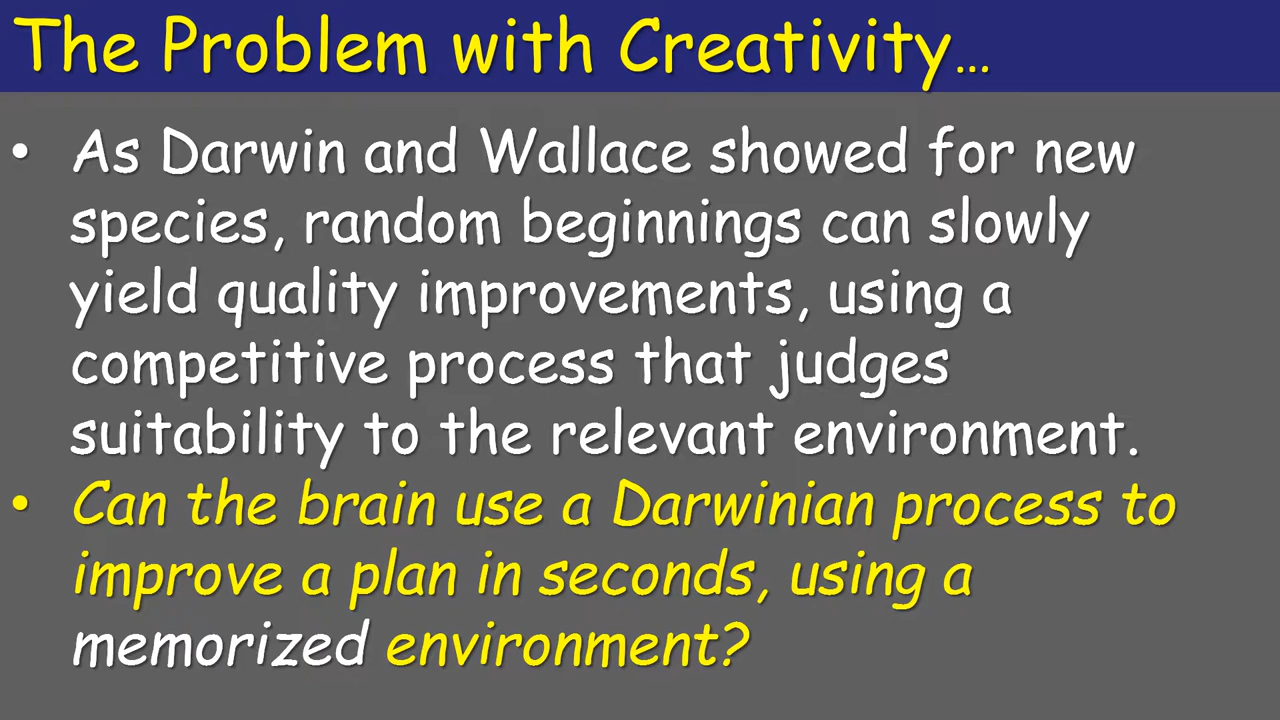 The Problem with Creativity…
• As Darwin and Wallace showed for new
species, random beginnings can slowly
yield quality improvements, using a
competitive process that judges
suitability to the relevant environment.
• Can the brain use a Darwinian process to
improve a plan in seconds, using a
memorized environment?